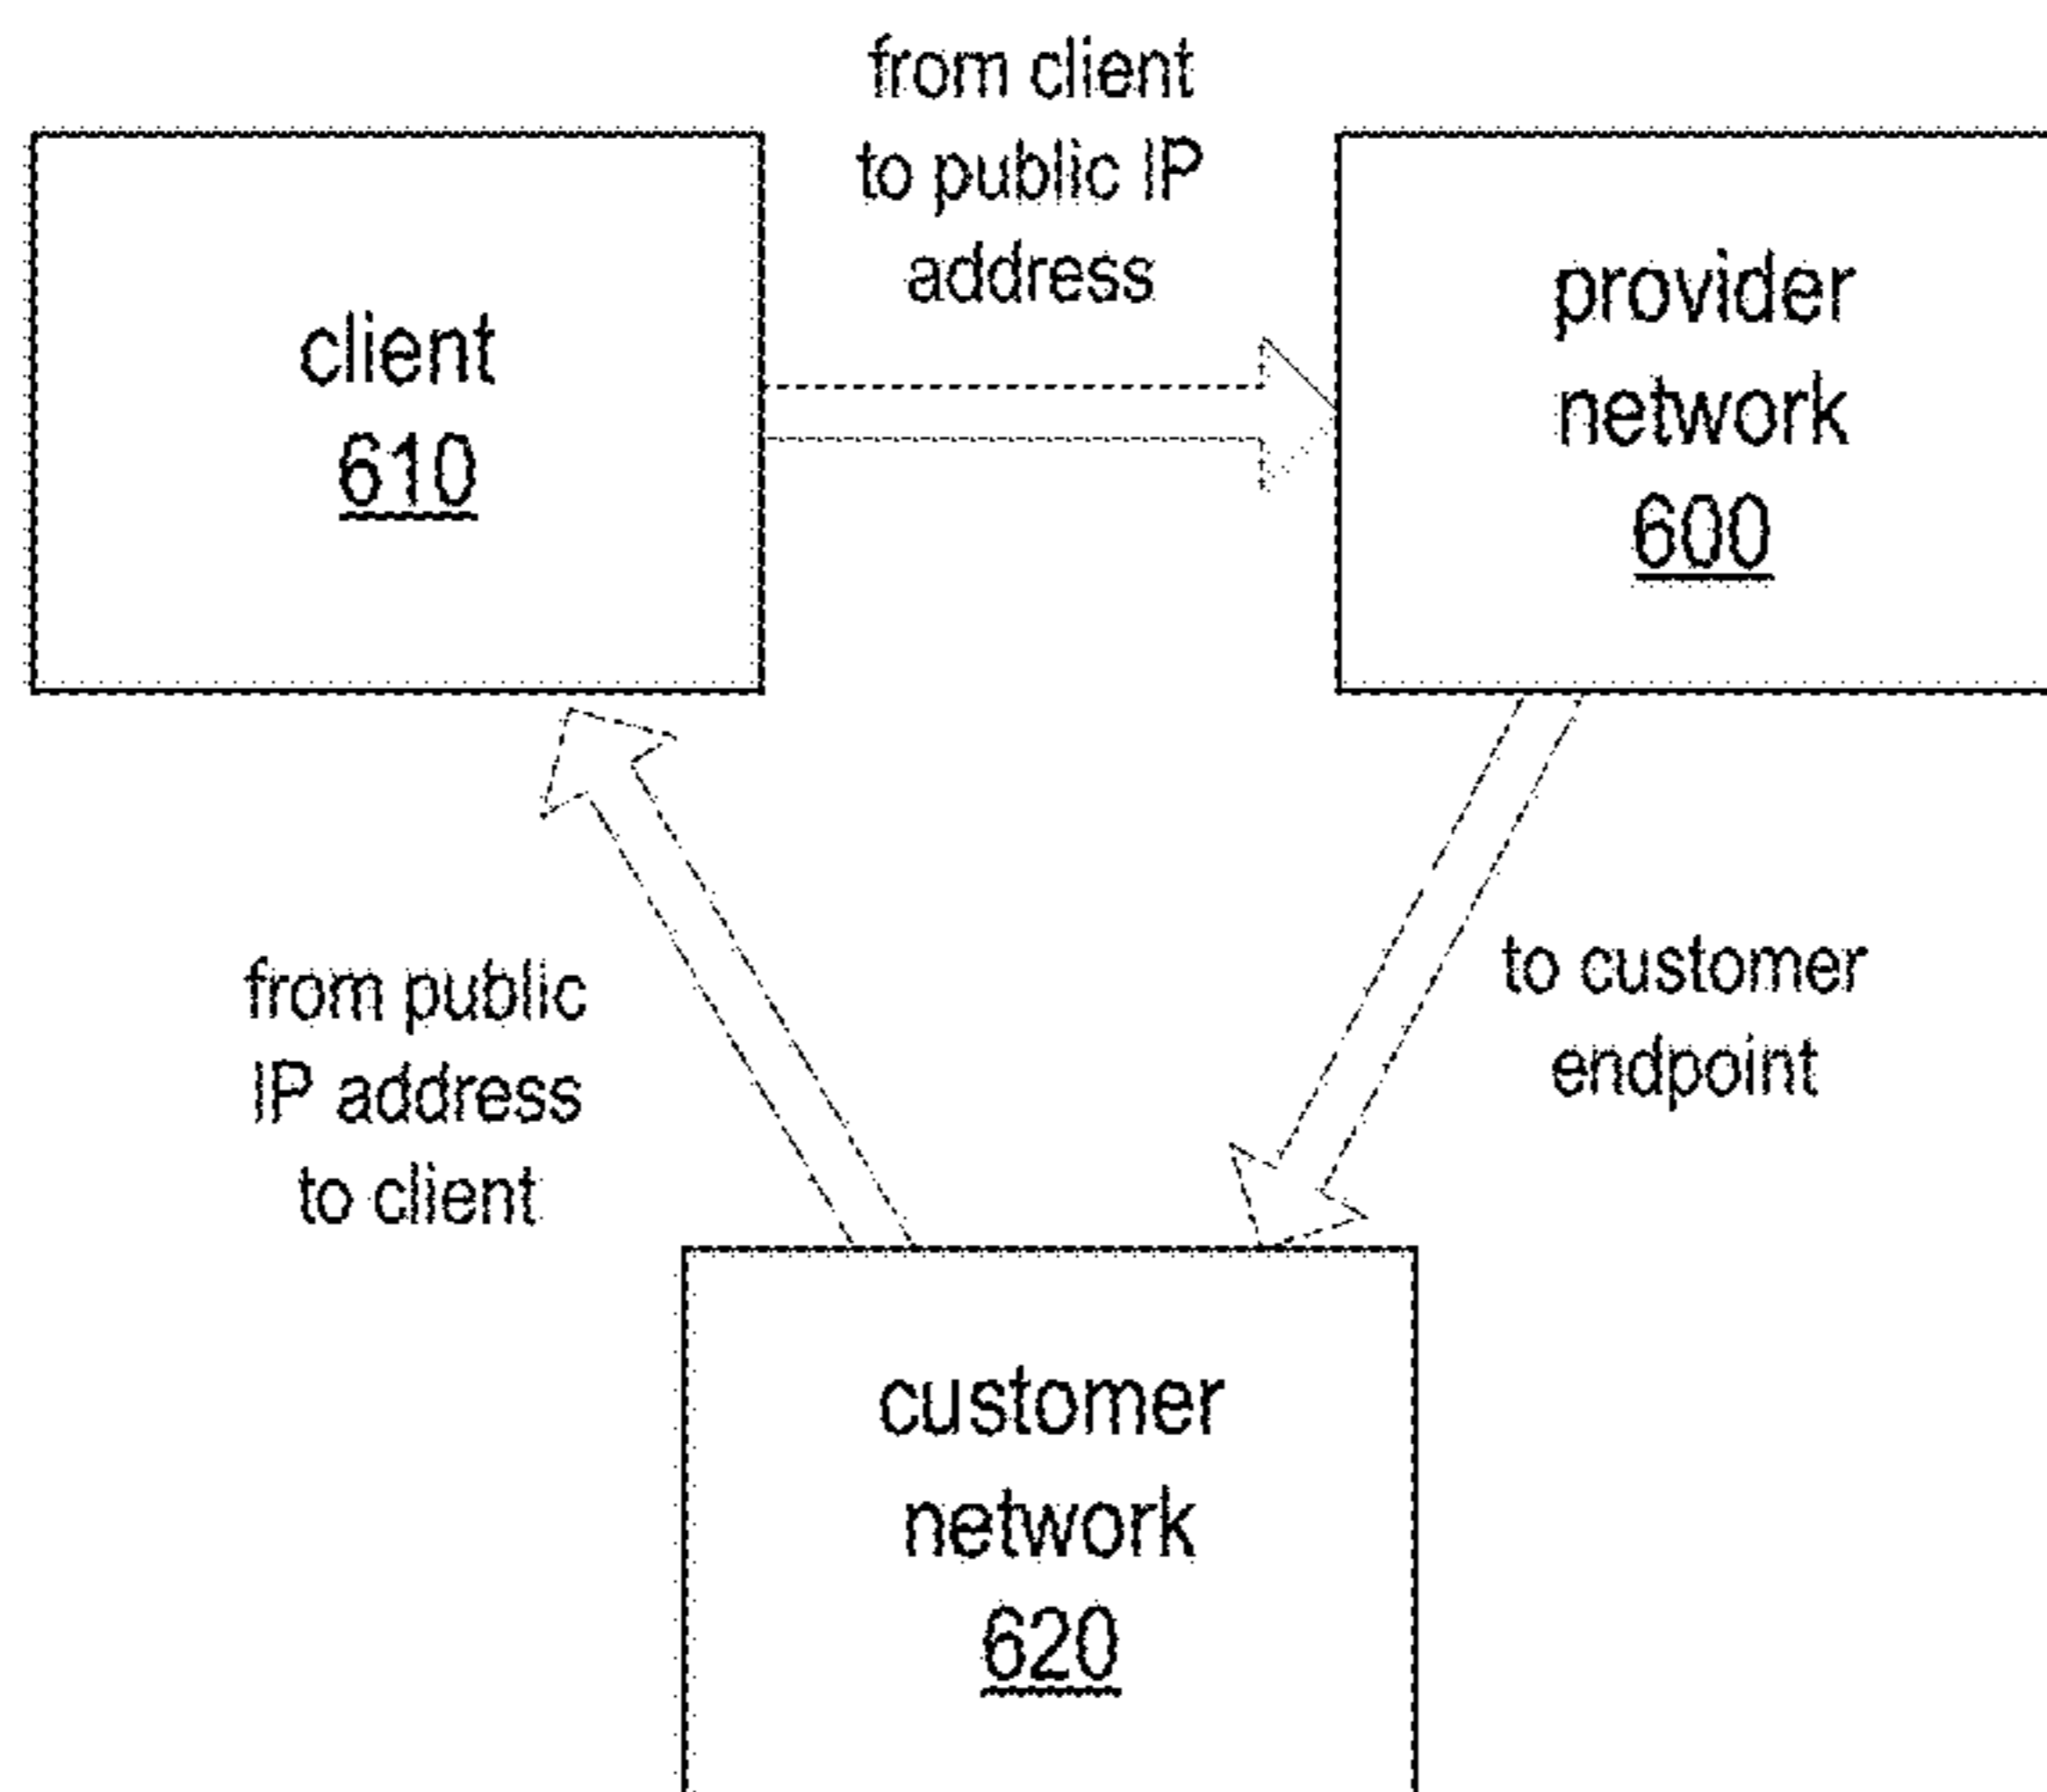 from client
to public IP
address
client
610
provider
network
600
from public
IP address
to client
to customer
endpoint
customer
network
620